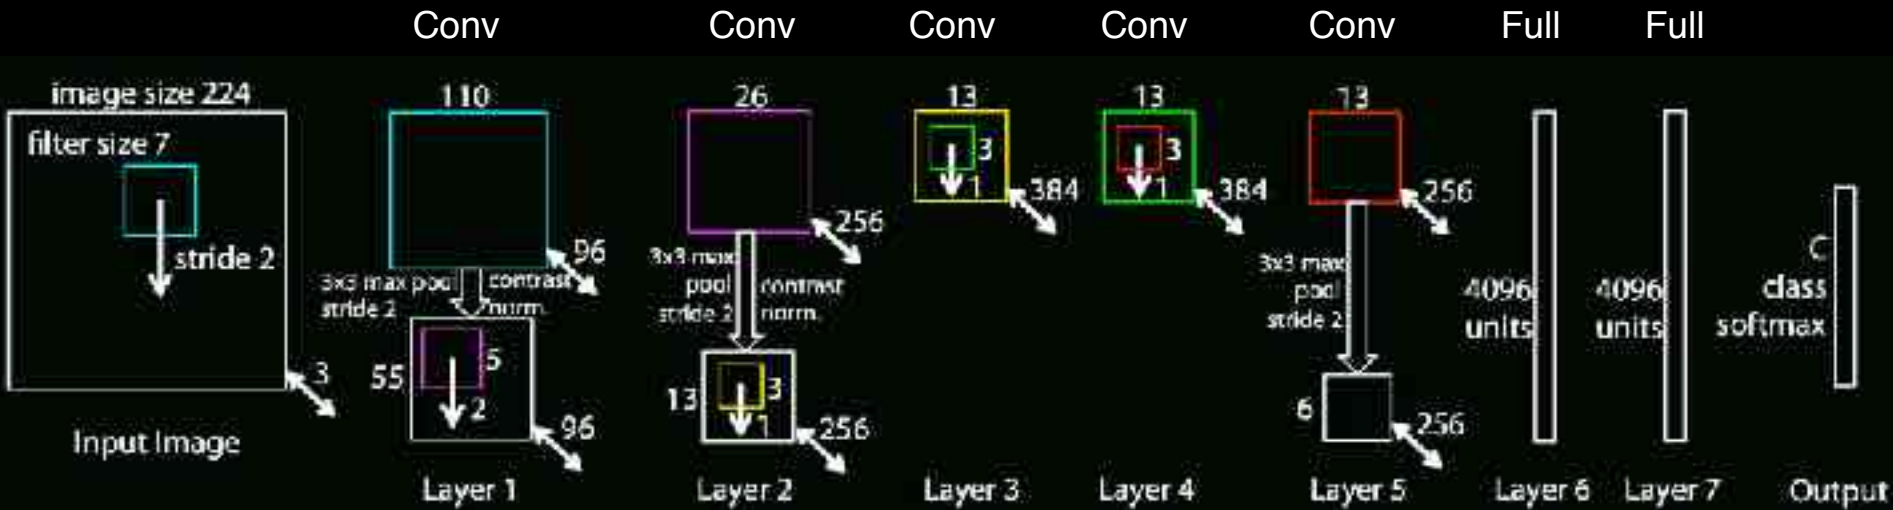 Conv Conv Conv Conv Conv Full Full
image size 224
filter size 7
stride 2
3
Input Image
110
96
3x3 max pool
stride 2
contrast
norm.
55
5
2
96
Layer 1
26
256
3x3 max
pool
stride 2
contrast
norm.
13
3
1
256
Layer 2
13
3
1
384
Layer 3
13
3
1
384
Layer 4
13
256
3x3 max
pool
stride 2
6
256
Layer 5
4096
units
Layer 6
4096
units
Layer 7
C
class
softmax
Output